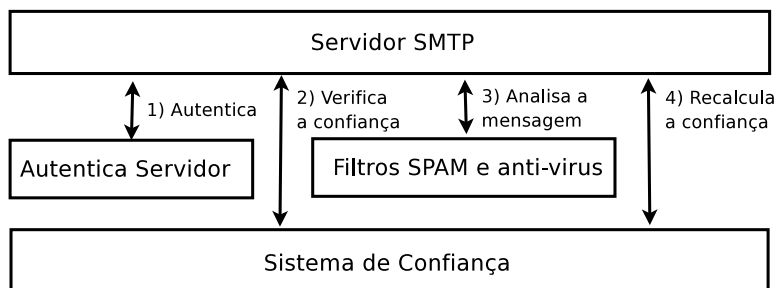 Servidor SMTP
1) Autentica
2) Verifica
a confiança
3) Analisa a
mensagem
4) Recalcula
a confiança
Autentica Servidor
Filtros SPAM e anti-virus
Sistema de Confiança